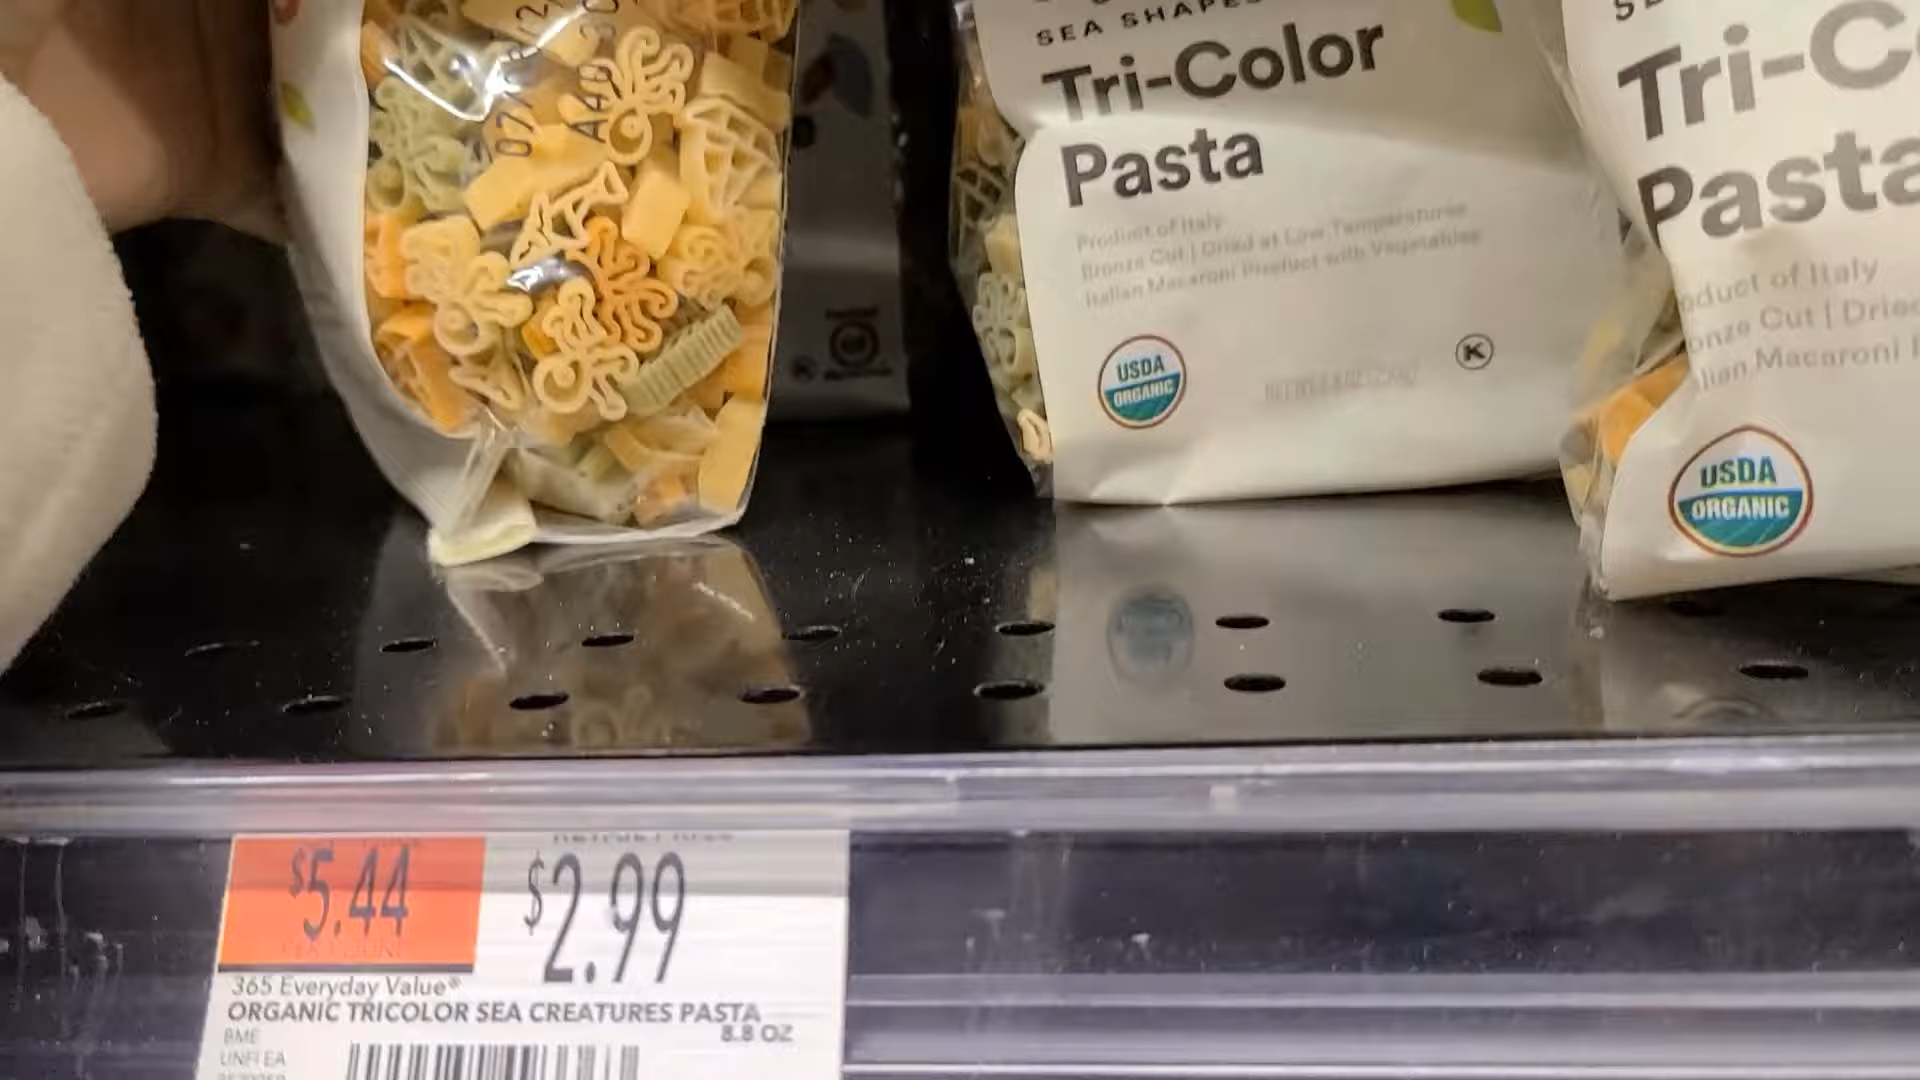 SEA SHAPES
Tri-Color
Pasta
Product of Italy
Bronze Cut | Dried at Low Temperatures
Italian Macaroni Product with Vegetables
USDA
ORGANIC
K
Tri-C
Pasta
oduct of Italy
onze Cut | Drie
lian Macaroni
USDA
ORGANIC
$5.44
$2.99
365 Everyday Value®
ORGANIC TRICOLOR SEA CREATURES PASTA
8.8 OZ
BME
UNFI EA